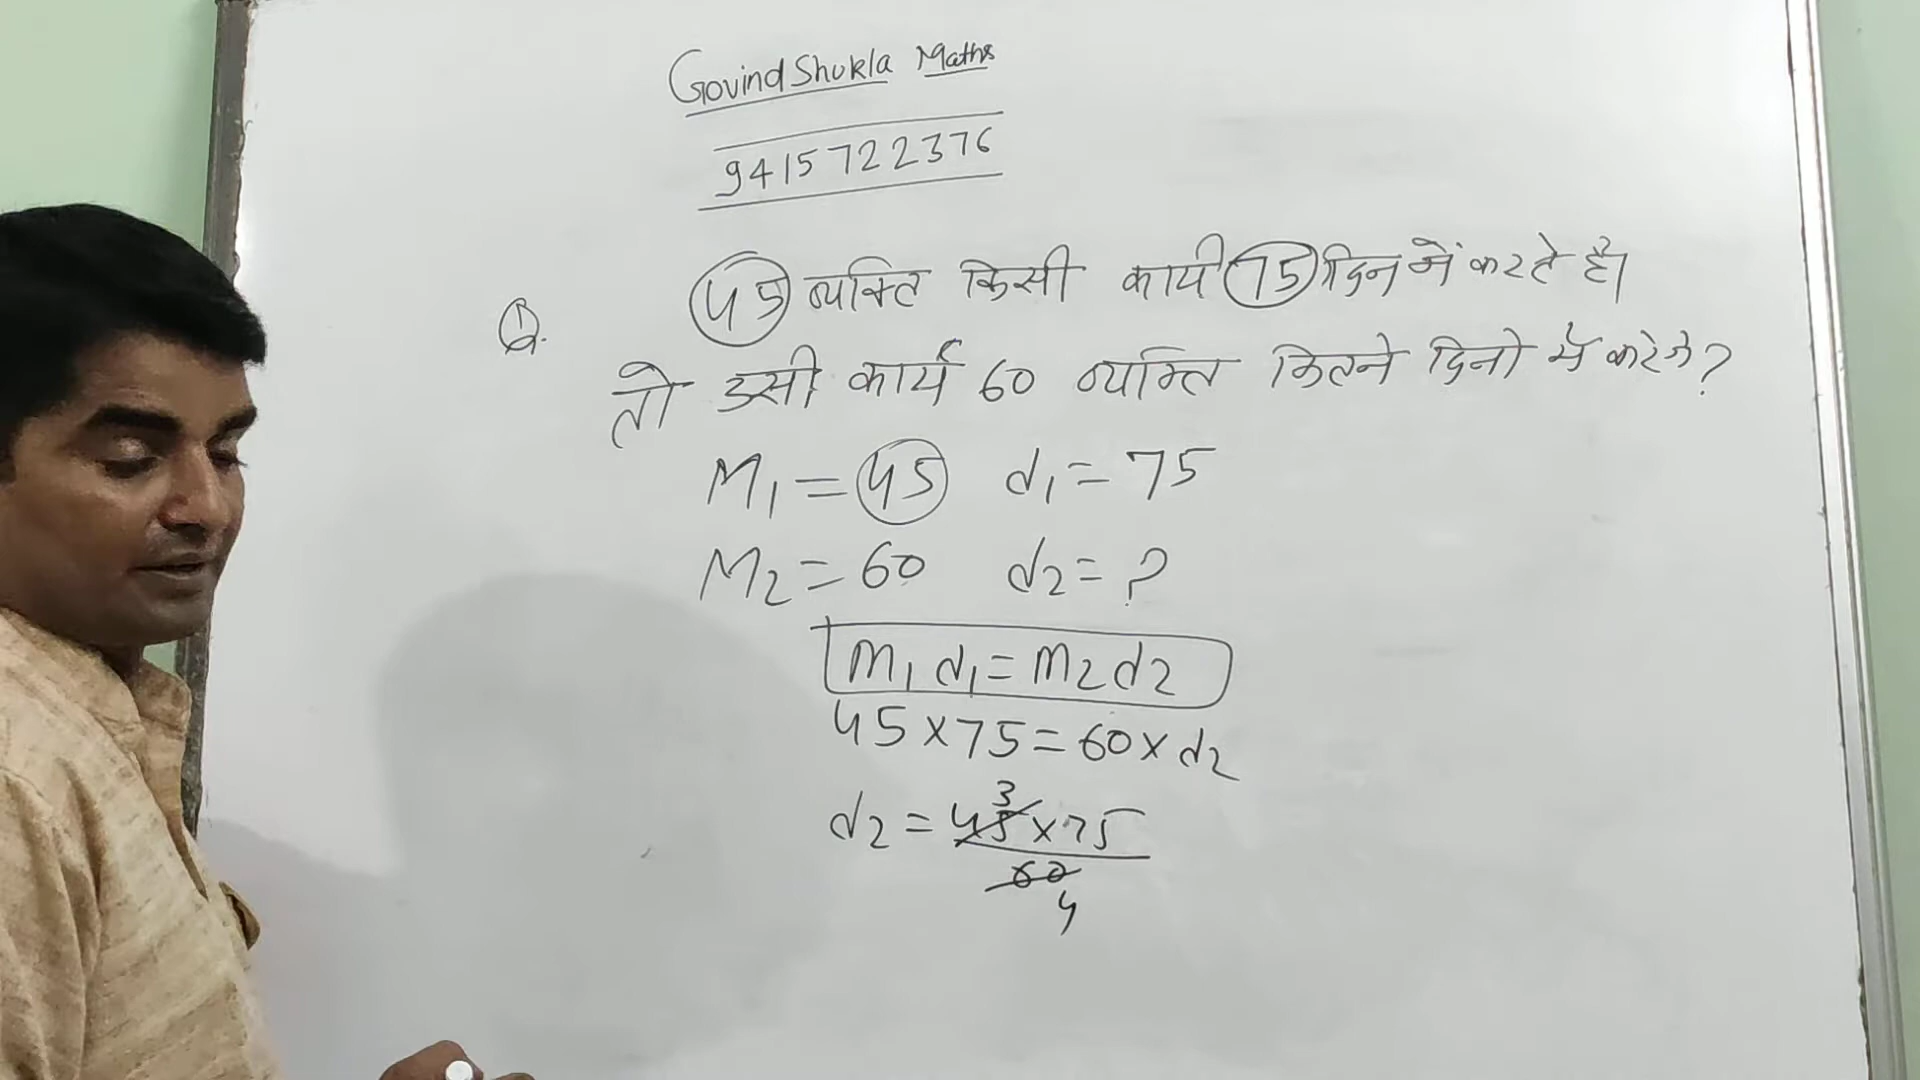 Govind Shukla Maths
9415722376
Q. 45 व्यक्ति किसी कार्य 75 दिन में करते है।
तो उसी कार्य 60 व्यक्ति कितने दिनो में करेगे?
M1 = 45 d1 = 75
M2 = 60 d2 = ?
m1 d1 = m2 d2
45 × 75 = 60 × d2
3
d2 = 45 × 75
60
4